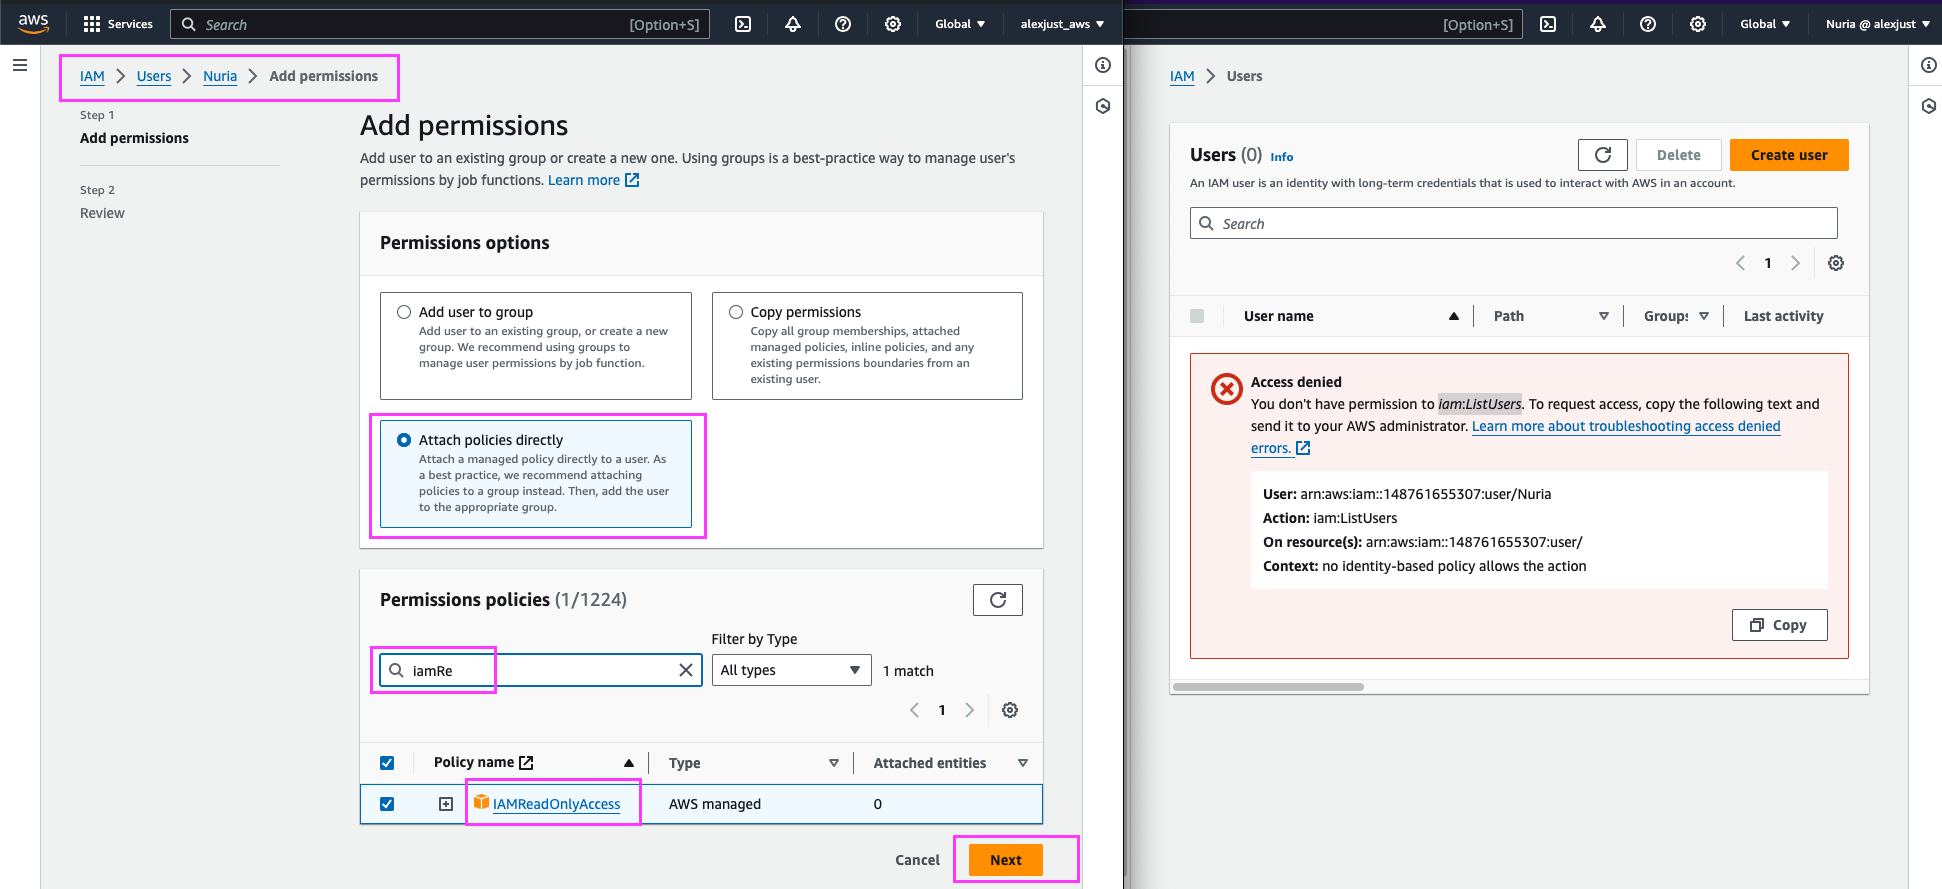 aws
Services
Search
[Option+S]
Global
alexjust_aws
IAM > Users > Nuria > Add permissions
Step 1
Add permissions
Step 2
Review
Add permissions
Add user to an existing group or create a new one. Using groups is a best-practice way to manage user's
permissions by job functions. Learn more
Permissions options
Add user to group
Add user to an existing group, or create a new
group. We recommend using groups to
manage user permissions by job function.
Copy permissions
Copy all group memberships, attached
managed policies, inline policies, and any
existing permissions boundaries from an
existing user.
Attach policies directly
Attach a managed policy directly to a user. As
a best practice, we recommend attaching
policies to a group instead. Then, add the user
to the appropriate group.
Permissions policies (1/1224)
Filter by Type
iamRe
All types
1 match
1
Policy name
Type
Attached entities
IAMReadOnlyAccess
AWS managed
0
Cancel
Next
[Option+S]
Global
Nuria @ alexjust
IAM > Users
Users (0) Info
Delete
Create user
An IAM user is an identity with long-term credentials that is used to interact with AWS in an account.
Search
1
User name
Path
Groups
Last activity
Access denied
You don't have permission to iam:ListUsers. To request access, copy the following text and
send it to your AWS administrator. Learn more about troubleshooting access denied
errors.
User: arn:aws:iam::148761655307:user/Nuria
Action: iam:ListUsers
On resource(s): arn:aws:iam::148761655307:user/
Context: no identity-based policy allows the action
Copy